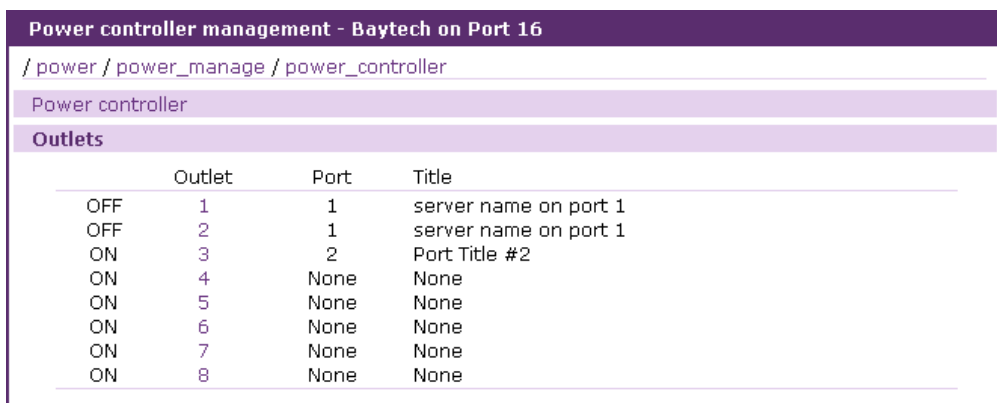 Power controller management - Baytech on Port 16
/ power / power_manage / power_controller
Power controller
Outlets
Outlet Port Title
OFF 1 1 server name on port 1
OFF 2 1 server name on port 1
ON 3 2 Port Title #2
ON 4 None None
ON 5 None None
ON 6 None None
ON 7 None None
ON 8 None None